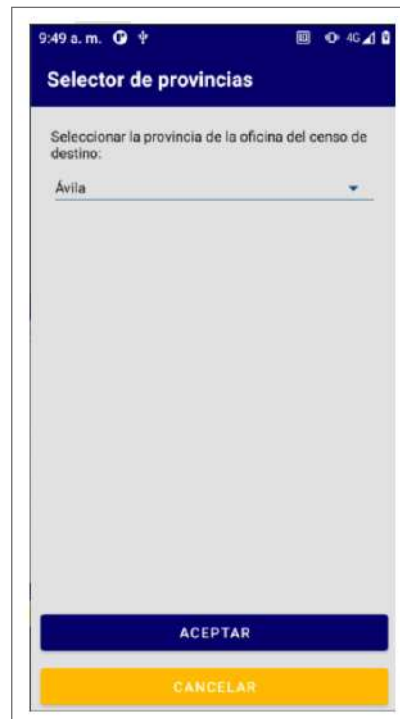 9:49 a. m. 4G
Selector de provincias
Seleccionar la provincia de la oficina del censo de
destino:
Ávila
ACEPTAR
CANCELAR